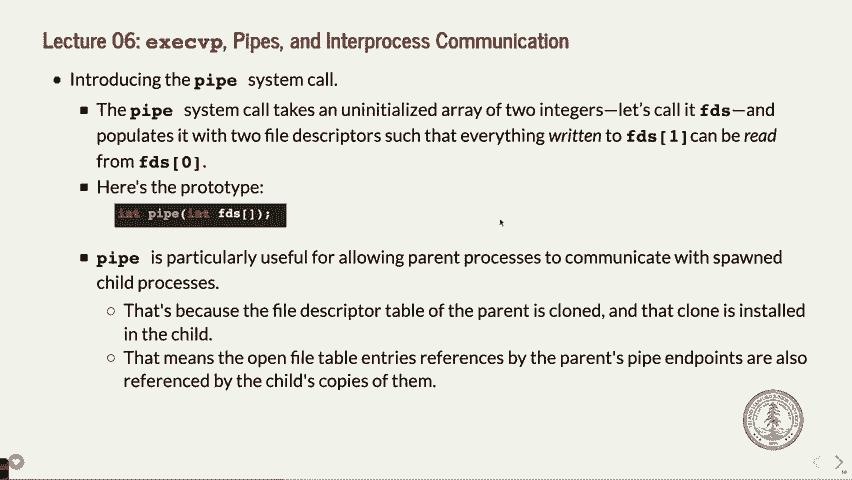 Lecture 06: execvp, Pipes, and Interprocess Communication
Introducing the pipe system call.
The pipe system call takes an uninitialized array of two integers—let's call it fds—and
populates it with two file descriptors such that everything written to fds[1]can be read
from fds[0].
Here's the prototype:
int pipe(int fds[]);
pipe is particularly useful for allowing parent processes to communicate with spawned
child processes.
That's because the file descriptor table of the parent is cloned, and that clone is installed
in the child.
That means the open file table entries references by the parent's pipe endpoints are also
referenced by the child's copies of them.